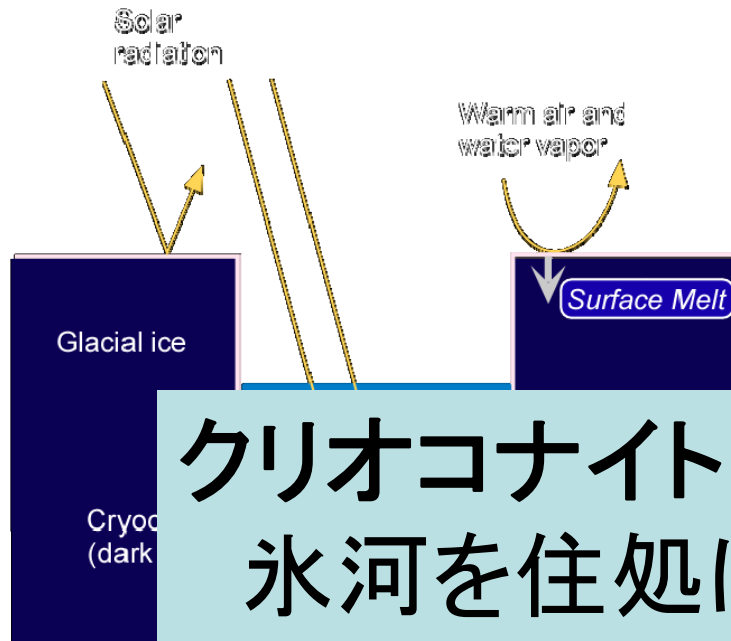 Solar
radiation
Warm air and
water vapor
Surface Melt
Glacial ice
クリオコナイト
(dark
氷河を住処